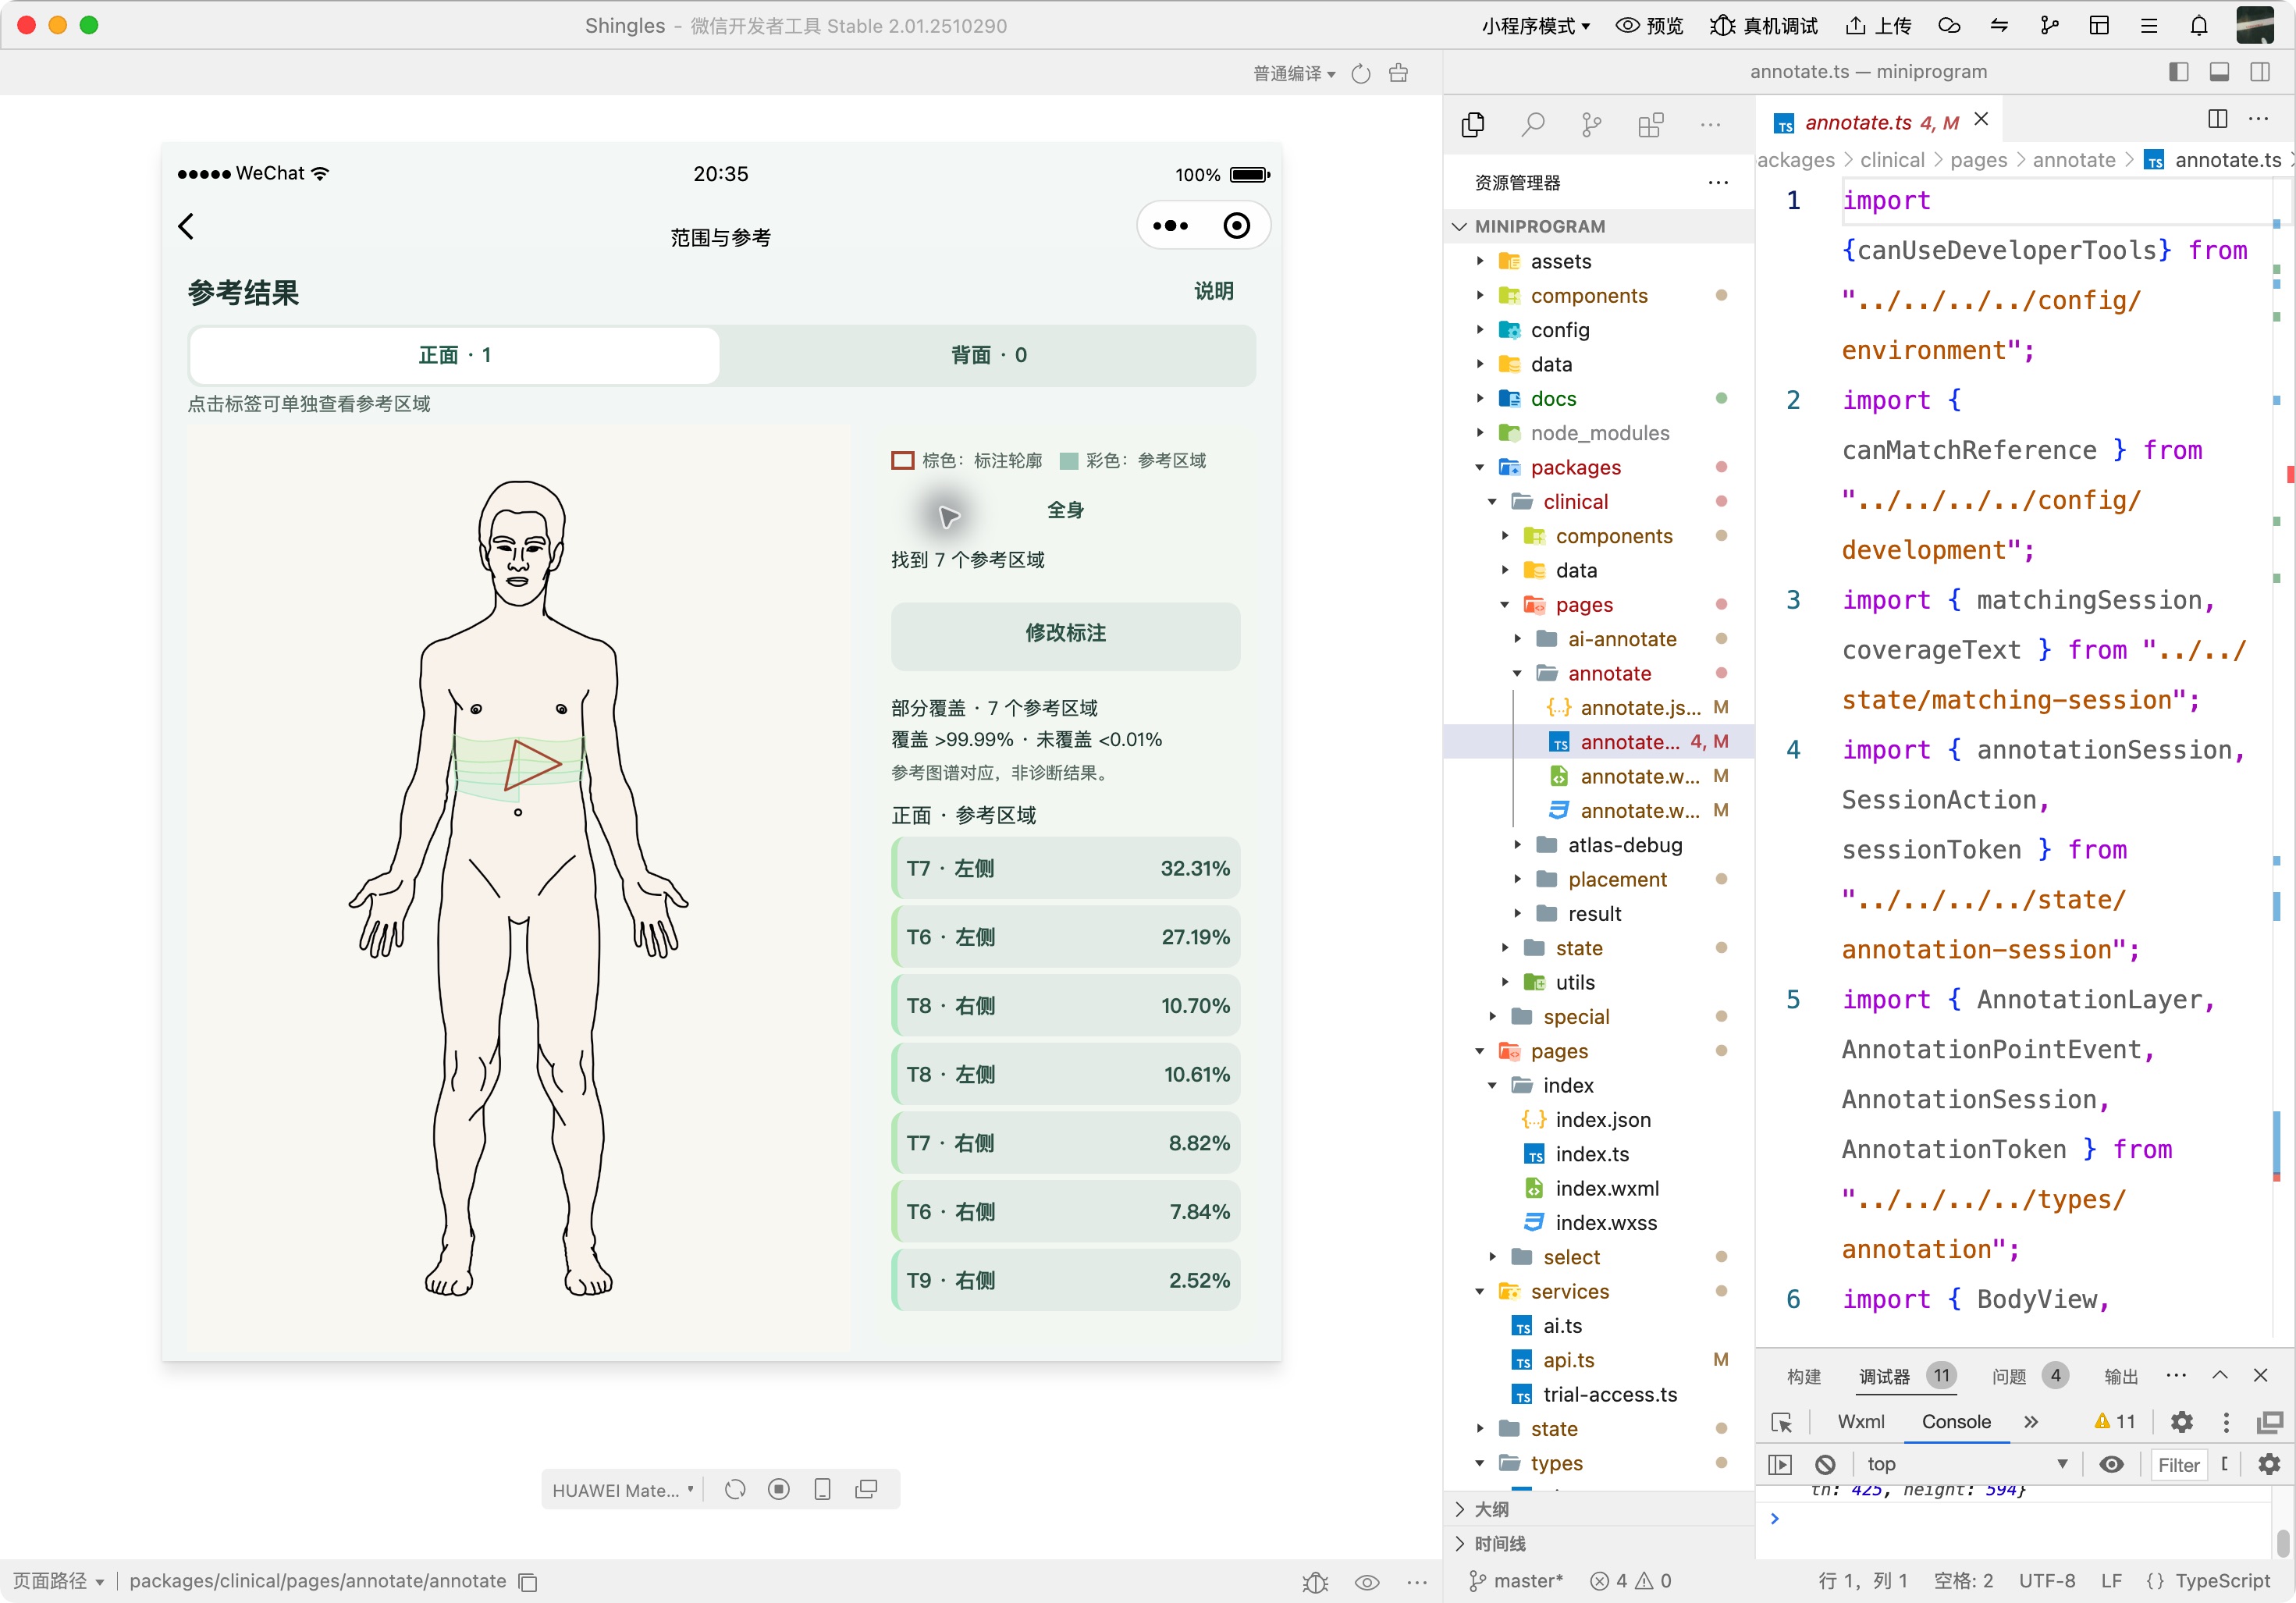 Shingles - 微信开发者工具 Stable 2.01.2510290
小程序模式 预览 真机调试 上传
普通编译
annotate.ts — miniprogram
WeChat 20:35 100%
范围与参考
参考结果 说明
正面 · 1 背面 · 0
点击标签可单独查看参考区域
棕色：标注轮廓 彩色：参考区域
全身
找到 7 个参考区域
修改标注
部分覆盖 · 7 个参考区域
覆盖 >99.99% · 未覆盖 <0.01%
参考图谱对应，非诊断结果。
正面 · 参考区域
T7 · 左侧 32.31%
T6 · 左侧 27.19%
T8 · 右侧 10.70%
T8 · 左侧 10.61%
T7 · 右侧 8.82%
T6 · 右侧 7.84%
T9 · 右侧 2.52%
HUAWEI Mate...
页面路径 packages/clinical/pages/annotate/annotate
资源管理器
MINIPROGRAM
assets
components
config
data
docs
node_modules
packages
clinical
components
data
pages
ai-annotate
annotate
annotate.js... M
annotate... 4, M
annotate.w... M
annotate.w... M
atlas-debug
placement
result
state
utils
special
pages
index
index.json
index.ts
index.wxml
index.wxss
select
services
ai.ts
api.ts M
trial-access.ts
state
types
大纲
时间线
master* 4 0
annotate.ts 4, M
ackages > clinical > pages > annotate > annotate.ts
1 import
{canUseDeveloperTools} from
"../../../../config/
environment";
2 import {
canMatchReference } from
"../../../../config/
development";
3 import { matchingSession,
coverageText } from "../../
state/matching-session";
4 import { annotationSession,
SessionAction,
sessionToken } from
"../../../../state/
annotation-session";
5 import { AnnotationLayer,
AnnotationPointEvent,
AnnotationSession,
AnnotationToken } from
"../../../../types/
annotation";
6 import { BodyView,
构建 调试器 11 问题 4 输出
Wxml Console 11
top Filter
th: 425, height: 594}
行 1，列 1 空格: 2 UTF-8 LF {} TypeScript